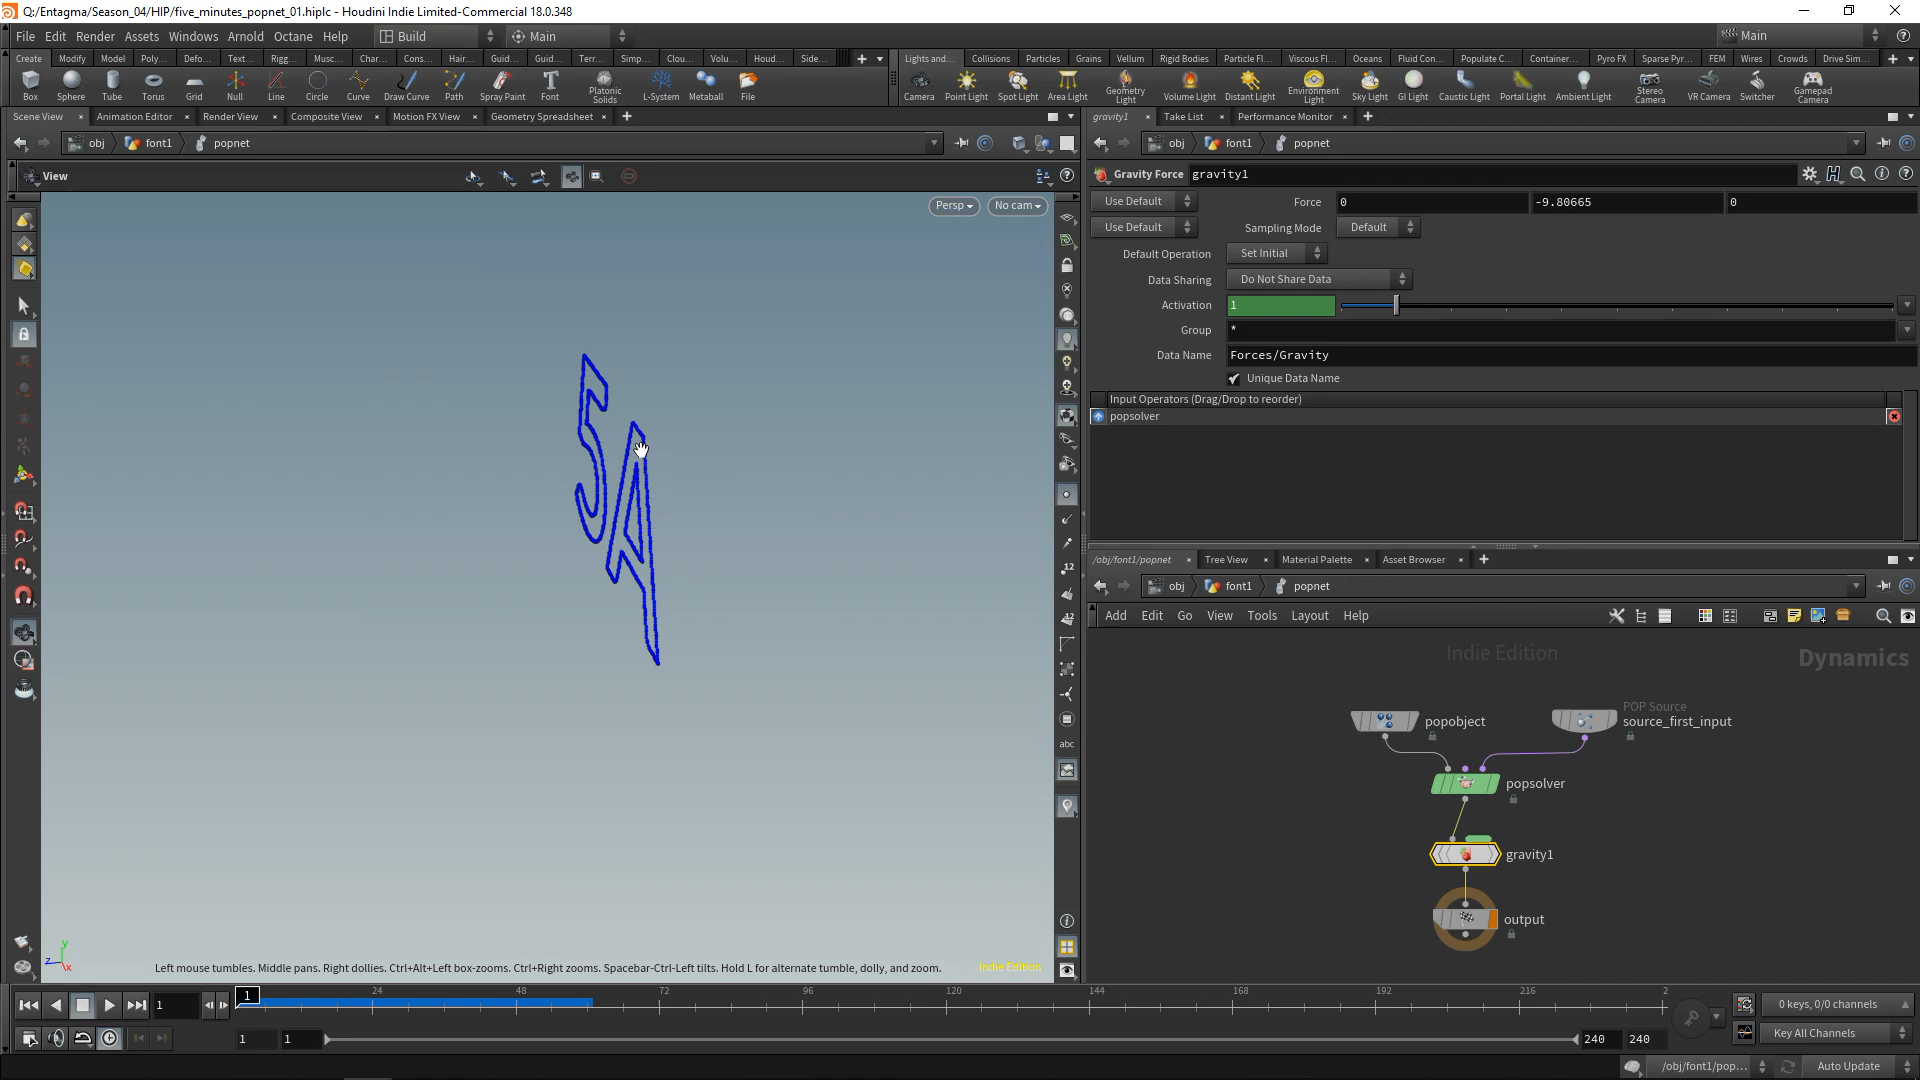 Q:/Entagma/Season_04/HIP/five_minutes_popnet_01.hiplc - Houdini Indie Limited-Commercial 18.0.348
File Edit Render Assets Windows Arnold Octane Help Build Main Main
Create Modify Model Poly... Defo... Text... Rigg... Musc... Char... Cons... Hair... Guid... Guid... Terr... Simp... Clou... Volu... Houd... Side...
Lights and... Collisions Particles Grains Vellum Rigid Bodies Particle Fl... Viscous Fl... Oceans Fluid Con... Populate C... Container... Pyro FX Sparse Pyr... FEM Wires Crowds Drive Sim...
Box Sphere Tube Torus Grid Null Line Circle Curve Draw Curve Path Spray Paint Font Platonic Solids L-System Metaball File
Camera Point Light Spot Light Area Light Geometry Light Volume Light Distant Light Environment Light Sky Light GI Light Caustic Light Portal Light Ambient Light Stereo Camera VR Camera Switcher Gamepad Camera
Scene View Animation Editor Render View Composite View Motion FX View Geometry Spreadsheet
gravity1 Take List Performance Monitor
obj font1 popnet
obj font1 popnet
View
Gravity Force gravity1
Persp No cam
Use Default Force 0 -9.80665 0
Use Default Sampling Mode Default
Default Operation Set Initial
Data Sharing Do Not Share Data
Activation 1
Group *
Data Name Forces/Gravity
Unique Data Name
Input Operators (Drag/Drop to reorder)
popsolver
/obj/font1/popnet Tree View Material Palette Asset Browser
obj font1 popnet
Add Edit Go View Tools Layout Help
Indie Edition Dynamics
POP Source
popobject source_first_input
popsolver
gravity1
output
5A
12
12
abc
y
z x
Left mouse tumbles. Middle pans. Right dollies. Ctrl+Alt+Left box-zooms. Ctrl+Right zooms. Spacebar-Ctrl-Left tilts. Hold L for alternate tumble, dolly, and zoom. Indie Edition
1 1 24 48 72 96 120 144 168 192 216 2
0 keys, 0/0 channels
1 1 240 240 Key All Channels
/obj/font1/pop... Auto Update